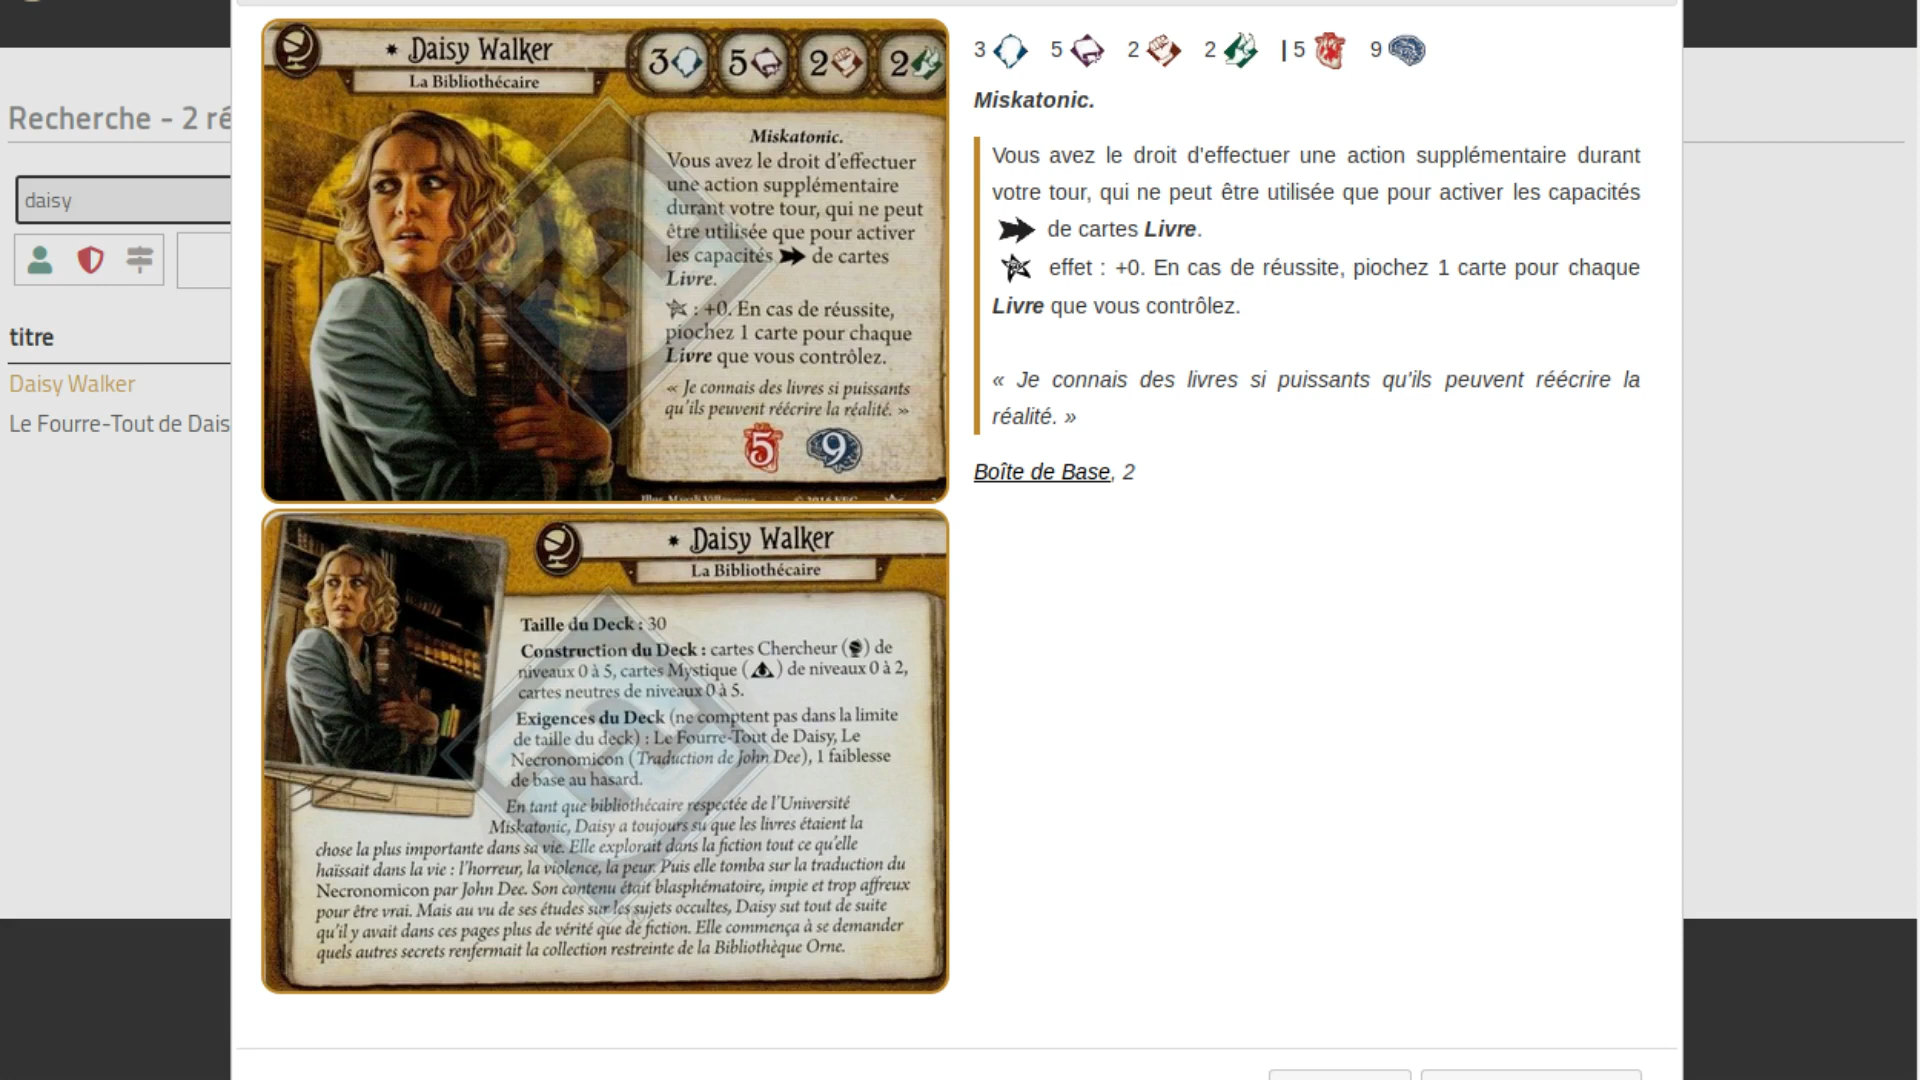 Recherche - 2 ré
daisy
titre
Daisy Walker
Le Fourre-Tout de Dais
Daisy Walker
La Bibliothécaire
3 5 2 2
Miskatonic.
Vous avez le droit d'effectuer
une action supplémentaire
durant votre tour, qui ne peut
être utilisée que pour activer
les capacités de cartes
Livre.
: +0. En cas de réussite,
piochez 1 carte pour chaque
Livre que vous contrôlez.
« Je connais des livres si puissants
qu'ils peuvent réécrire la réalité. »
5 9
Daisy Walker
La Bibliothécaire
Taille du Deck : 30
Construction du Deck : cartes Chercheur ( ) de
niveaux 0 à 5, cartes Mystique ( ) de niveaux 0 à 2,
cartes neutres de niveaux 0 à 5.
Exigences du Deck (ne comptent pas dans la limite
de taille du deck) : Le Fourre-Tout de Daisy, Le
Necronomicon (Traduction de John Dee), 1 faiblesse
de base au hasard.
En tant que bibliothécaire respectée de l'Université
Miskatonic, Daisy a toujours su que les livres étaient la
chose la plus importante dans sa vie. Elle explorait dans la fiction tout ce qu'elle
haïssait dans la vie : l'horreur, la violence, la peur. Puis elle tomba sur la traduction du
Necronomicon par John Dee. Son contenu était blasphématoire, impie et trop affreux
pour être vrai. Mais au vu de ses études sur les sujets occultes, Daisy sut tout de suite
qu'il y avait dans ces pages plus de vérité que de fiction. Elle commença à se demander
quels autres secrets renfermait la collection restreinte de la Bibliothèque Orne.
3 5 2 2 | 5 9
Miskatonic.
Vous avez le droit d'effectuer une action supplémentaire durant
votre tour, qui ne peut être utilisée que pour activer les capacités
de cartes Livre.
effet : +0. En cas de réussite, piochez 1 carte pour chaque
Livre que vous contrôlez.
« Je connais des livres si puissants qu'ils peuvent réécrire la
réalité. »
Boîte de Base, 2